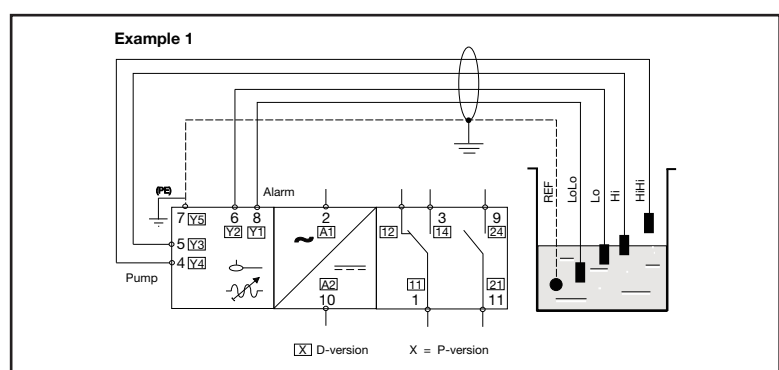 Example 1
(PE)
Alarm
REF
LoLo
Lo
Hi
HiHi
7 Y5 6 8 2 3 9
Y2 Y1 A1 12 14 24
5 Y3
4 Y4
Pump
A2 11 21
10 1 11
X D-version X = P-version